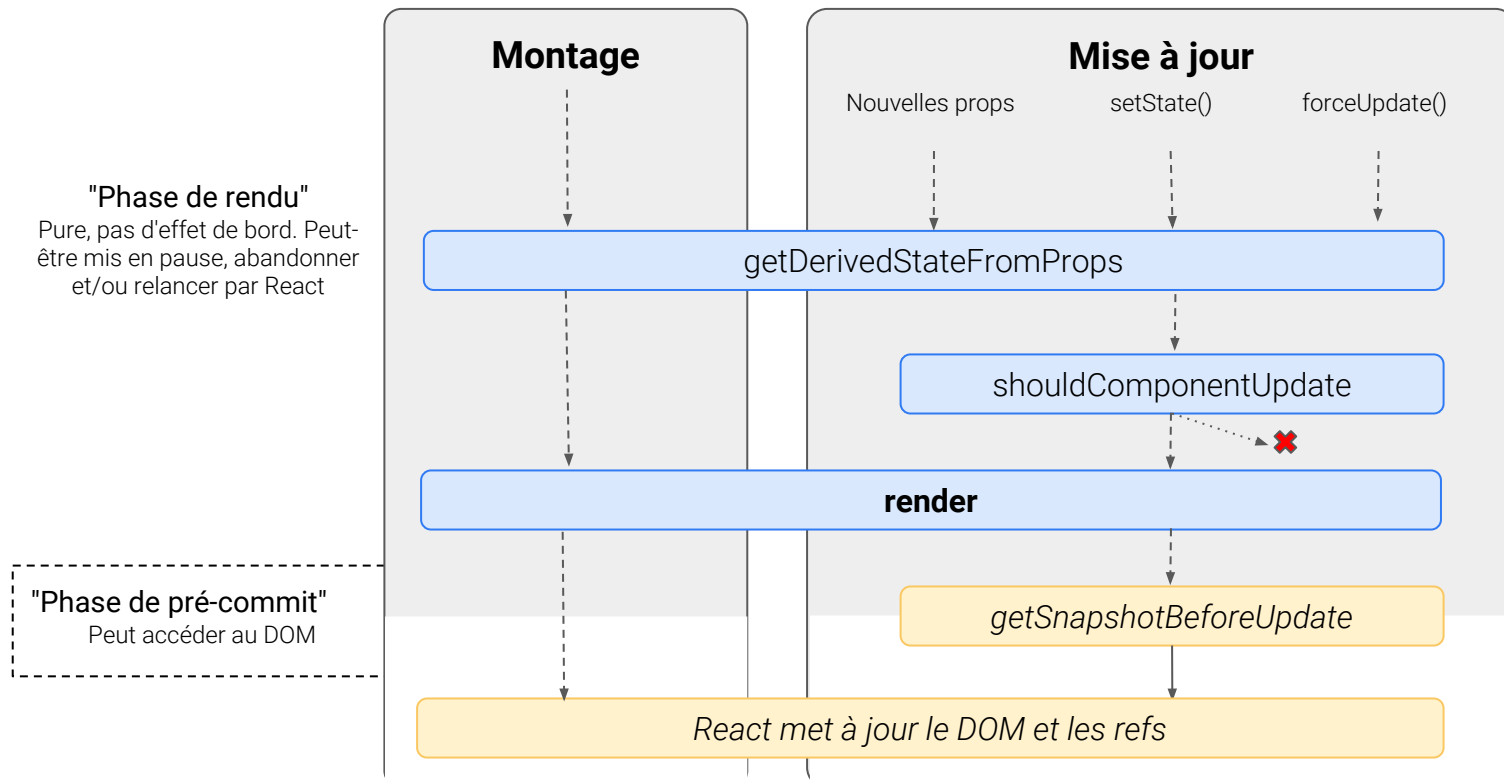 Montage
Mise à jour
Nouvelles props
setState()
forceUpdate()
"Phase de rendu"
Pure, pas d'effet de bord. Peut-
être mis en pause, abandonner
et/ou relancer par React
getDerivedStateFromProps
shouldComponentUpdate
render
"Phase de pré-commit"
Peut accéder au DOM
getSnapshotBeforeUpdate
React met à jour le DOM et les refs